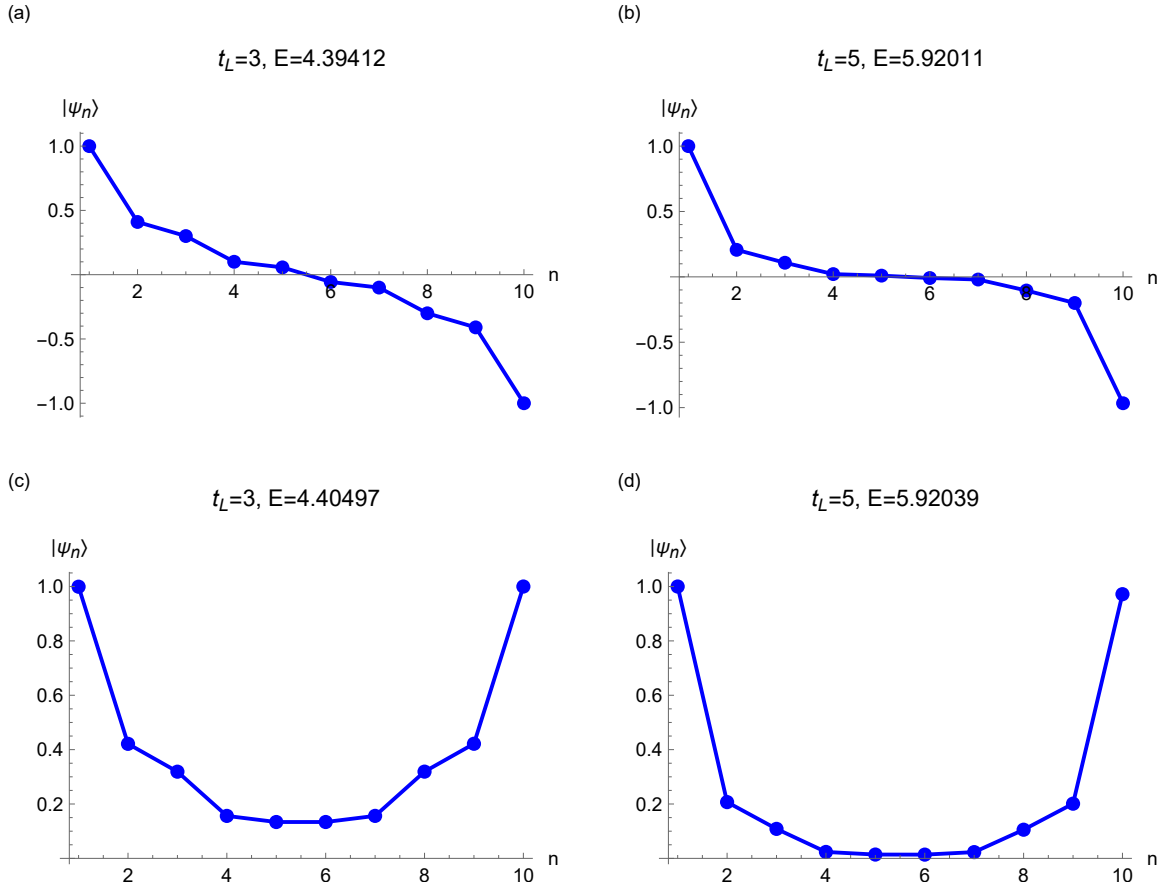 (a)
t_L=3, E=4.39412
|ψ_n⟩
1.0
0.5
−0.5
−1.0
2 4 6 8 10 n
(b)
t_L=5, E=5.92011
|ψ_n⟩
1.0
0.5
−0.5
−1.0
2 4 6 8 10 n
(c)
t_L=3, E=4.40497
|ψ_n⟩
1.0
0.8
0.6
0.4
0.2
2 4 6 8 10 n
(d)
t_L=5, E=5.92039
|ψ_n⟩
1.0
0.8
0.6
0.4
0.2
2 4 6 8 10 n